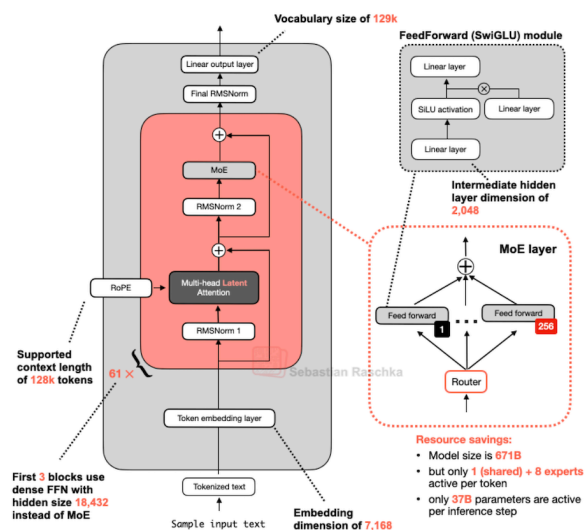 Vocabulary size of 129k
FeedForward (SwiGLU) module
Linear output layer
Final RMSNorm
MoE
RMSNorm 2
Multi-head Latent
Attention
RoPE
RMSNorm 1
Supported
context length
of 128k tokens
61 ×
Sebastian Raschka
Token embedding layer
First 3 blocks use
dense FFN with
hidden size 18,432
instead of MoE
Tokenized text
Sample input text
Embedding
dimension of 7,168
Linear layer
SiLU activation
Linear layer
Linear layer
Intermediate hidden
layer dimension of
2,048
MoE layer
Feed forward
1
Feed forward
256
Router
Resource savings:
• Model size is 671B
• but only 1 (shared) + 8 experts
active per token
• only 37B parameters are active
per inference step